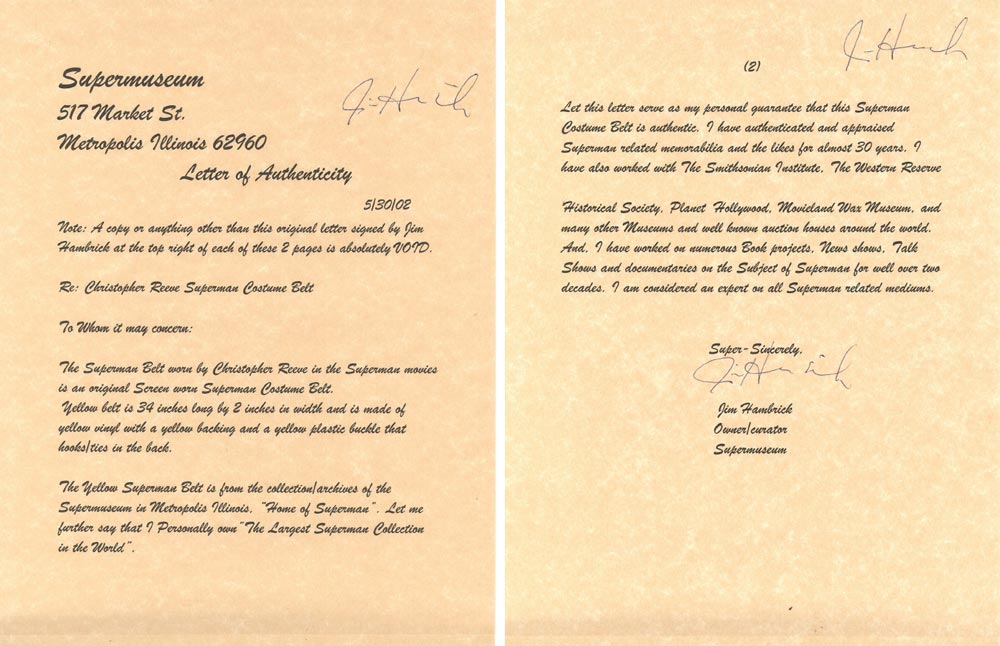 Supermuseum
517 Market St.
Metropolis Illinois 62960
Jim Hambrick
Letter of Authenticity
5/30/02
Note: A copy or anything other than this original letter signed by Jim
Hambrick at the top right of each of these 2 pages is absolutely VOID.
Re: Christopher Reeve Superman Costume Belt
To Whom it may concern:
The Superman Belt worn by Christopher Reeve in the Superman movies
is an original Screen worn Superman Costume Belt.
Yellow belt is 34 inches long by 2 inches in width and is made of
yellow vinyl with a yellow backing and a yellow plastic buckle that
hooks/ties in the back.
The Yellow Superman Belt is from the collection/archives of the
Supermuseum in Metropolis Illinois, "Home of Superman". Let me
further say that I Personally own "The Largest Superman Collection
in the World".
Jim Hambrick
(2)
Let this letter serve as my personal guarantee that this Superman
Costume Belt is authentic. I have authenticated and appraised
Superman related memorabilia and the likes for almost 30 years. I
have also worked with The Smithsonian Institute, The Western Reserve
Historical Society, Planet Hollywood, Movieland Wax Museum, and
many other Museums and well known auction houses around the world.
And, I have worked on numerous Book projects, News shows, Talk
Shows and documentaries on the Subject of Superman for well over two
decades. I am considered an expert on all Superman related mediums.
Super-Sincerely,
Jim Hambrick
Jim Hambrick
Owner/curator
Supermuseum